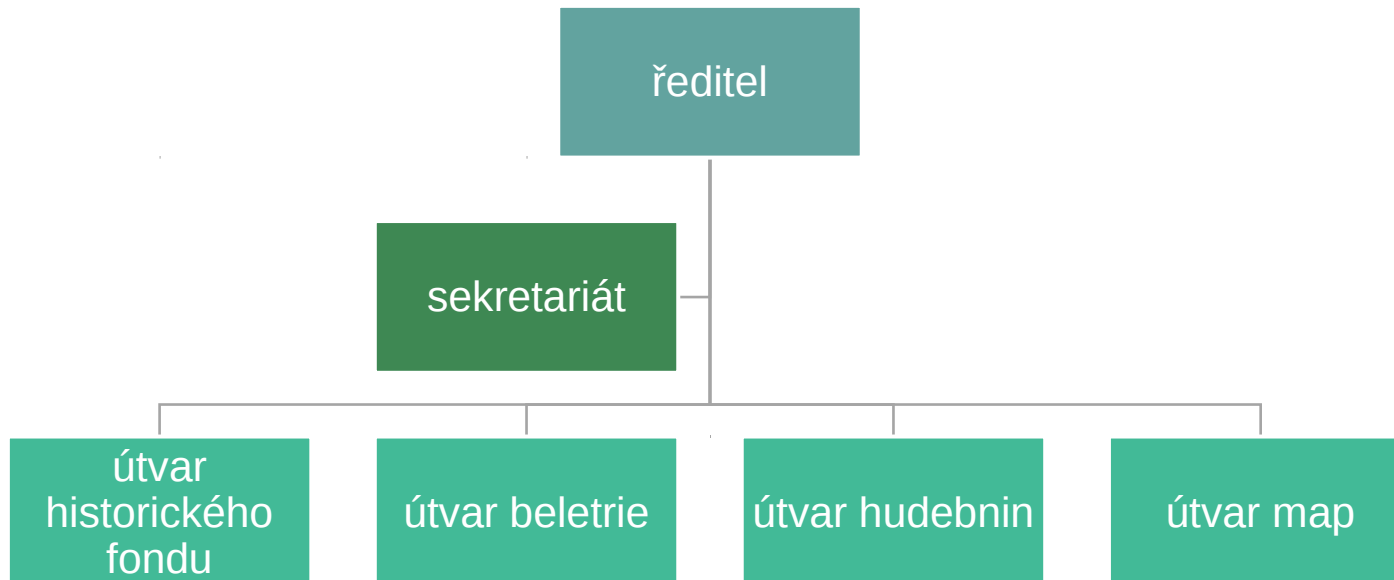 ředitel
sekretariát
útvar
historického
fondu
útvar beletrie
útvar hudebnin
útvar map